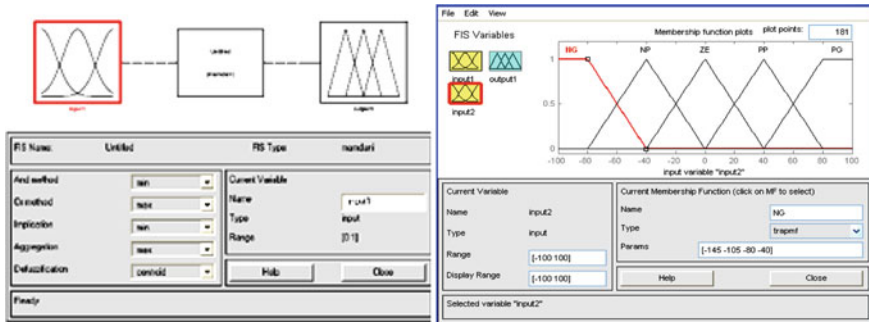 Untitled
(mamdani)
input1
output1
FIS Name: Untitled FIS Type mamdani
And method min
Or method max
Implication min
Aggregation max
Defuzzification centroid
Current Variable
Name input1
Type input
Range [0 1]
Help Close
Ready
File Edit View
FIS Variables
input1 output1
input2
Membership function plots plot points: 181
NG NP ZE PP PG
1
0.5
0
-100 -80 -60 -40 -20 0 20 40 60 80 100
input variable "input2"
Current Variable
Name input2
Type input
Range [-100 100]
Display Range [-100 100]
Current Membership Function (click on MF to select)
Name NG
Type trapmf
Params [-145 -105 -80 -40]
Help Close
Selected variable "input2"